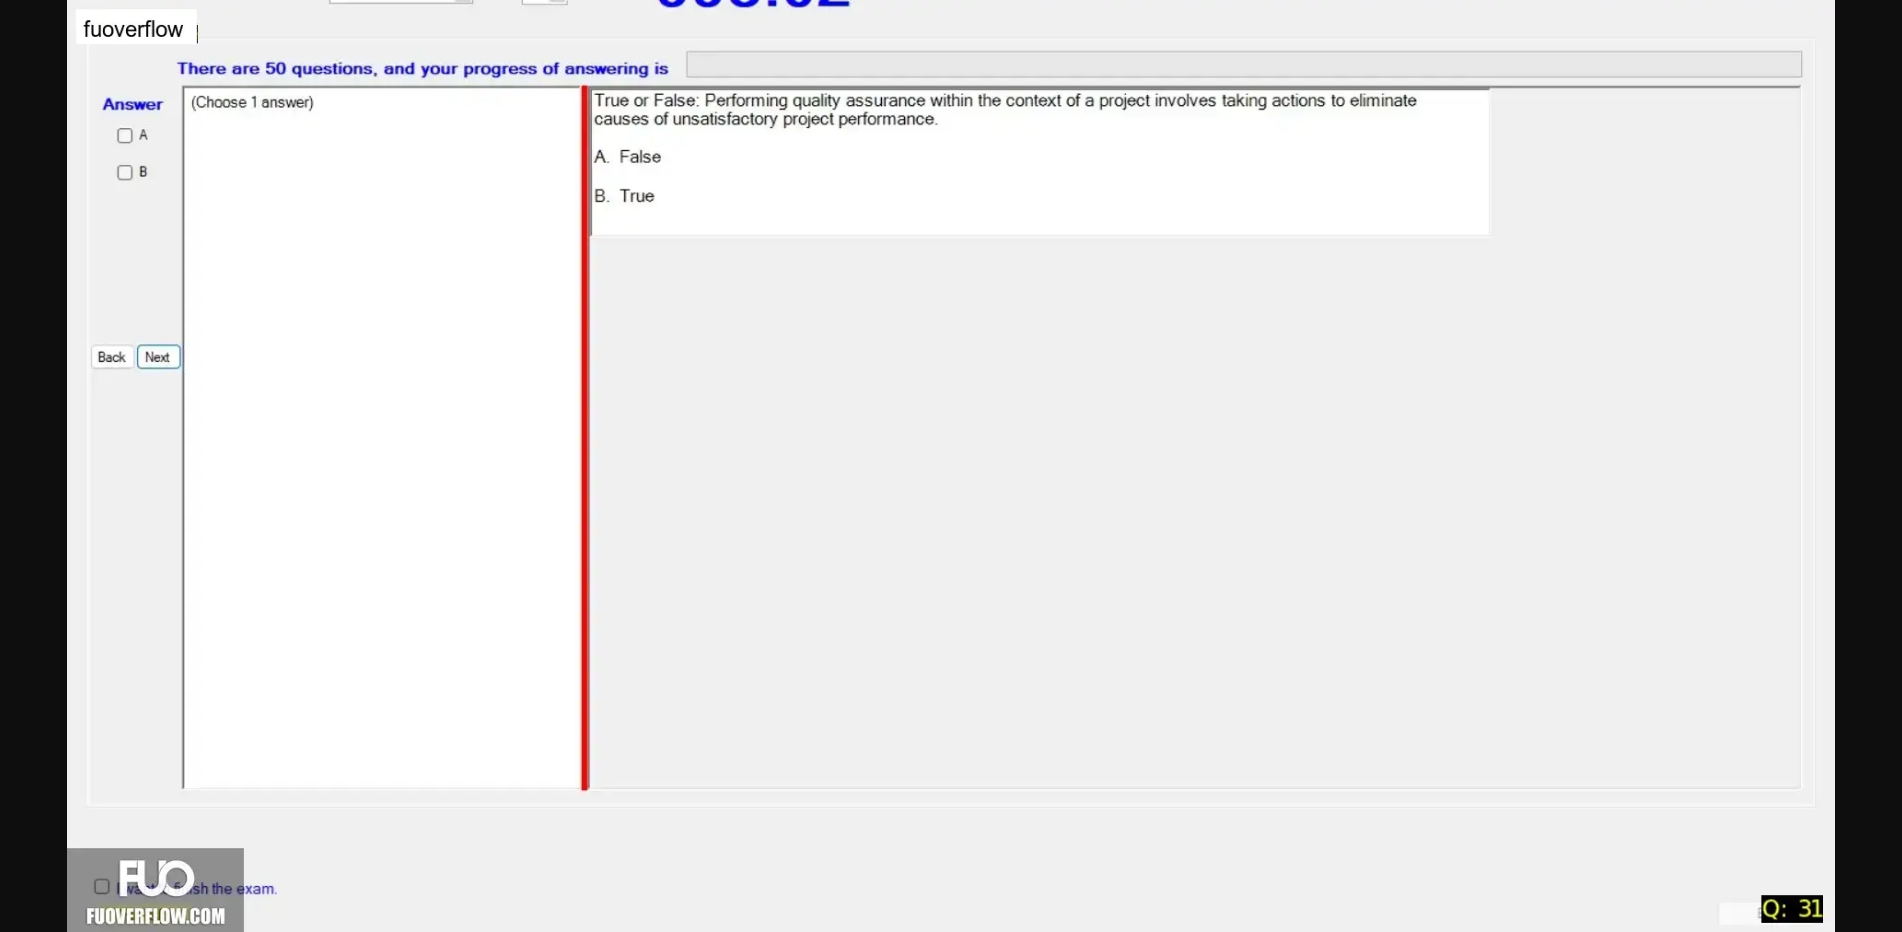 fuoverflow
There are 50 questions, and your progress of answering is
Answer
(Choose 1 answer)
A
B
Back
Next
True or False: Performing quality assurance within the context of a project involves taking actions to eliminate
causes of unsatisfactory project performance.
A. False
B. True
FUO
the exam.
FUOVERFLOW.COM
Q: 31